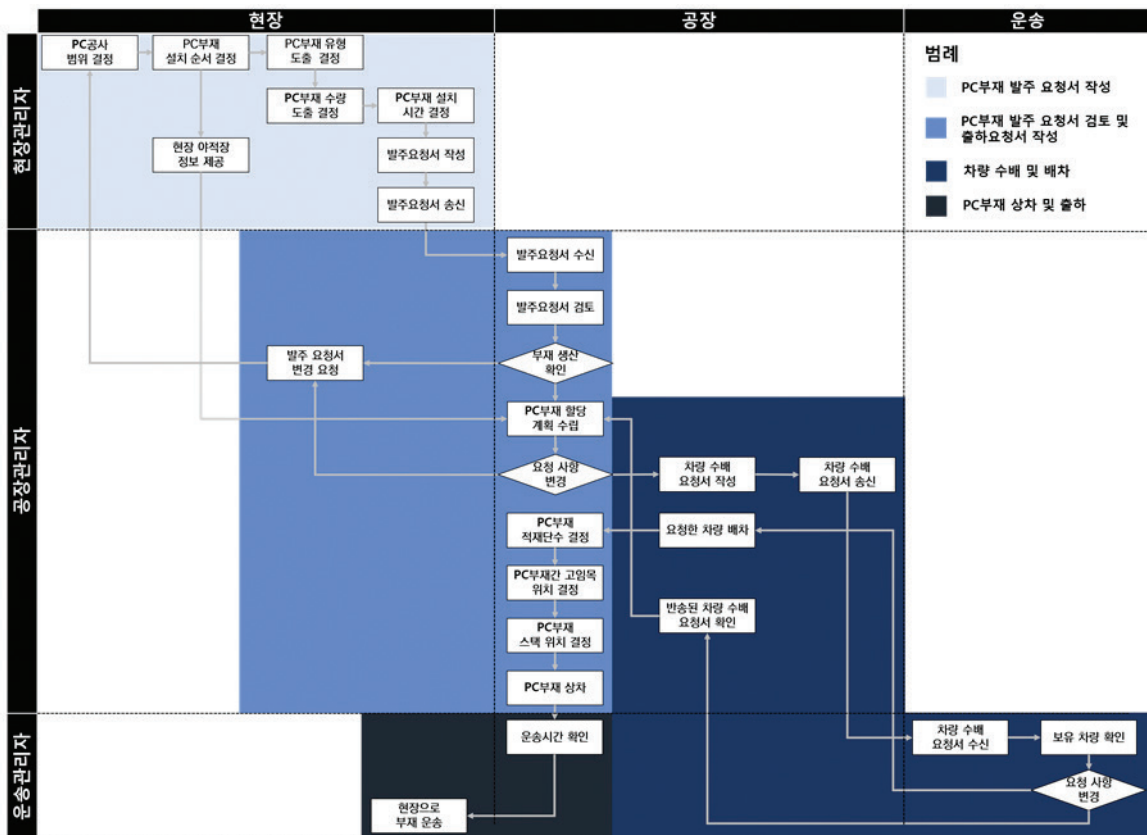 현장
공장
운송
현장관리자
PC공사
범위 결정
PC부재
설치 순서 결정
PC부재 유형
도출 결정
PC부재 수량
도출 결정
PC부재 설치
시간 결정
현장 야적장
정보 제공
발주요청서 작성
발주요청서 송신
범례
PC부재 발주 요청서 작성
PC부재 발주 요청서 검토 및
출하요청서 작성
차량 수배 및 배차
PC부재 상차 및 출하
공장관리자
발주요청서 수신
발주요청서 검토
부재 생산
확인
발주 요청서
변경 요청
PC부재 할당
계획 수립
요청 사항
변경
차량 수배
요청서 작성
차량 수배
요청서 송신
PC부재
적재단수 결정
요청한 차량 배차
PC부재간 고임목
위치 결정
반송된 차량 수배
요청서 확인
PC부재
스택 위치 결정
PC부재 상차
운송관리자
운송시간 확인
차량 수배
요청서 수신
보유 차량 확인
요청 사항
변경
현장으로
부재 운송